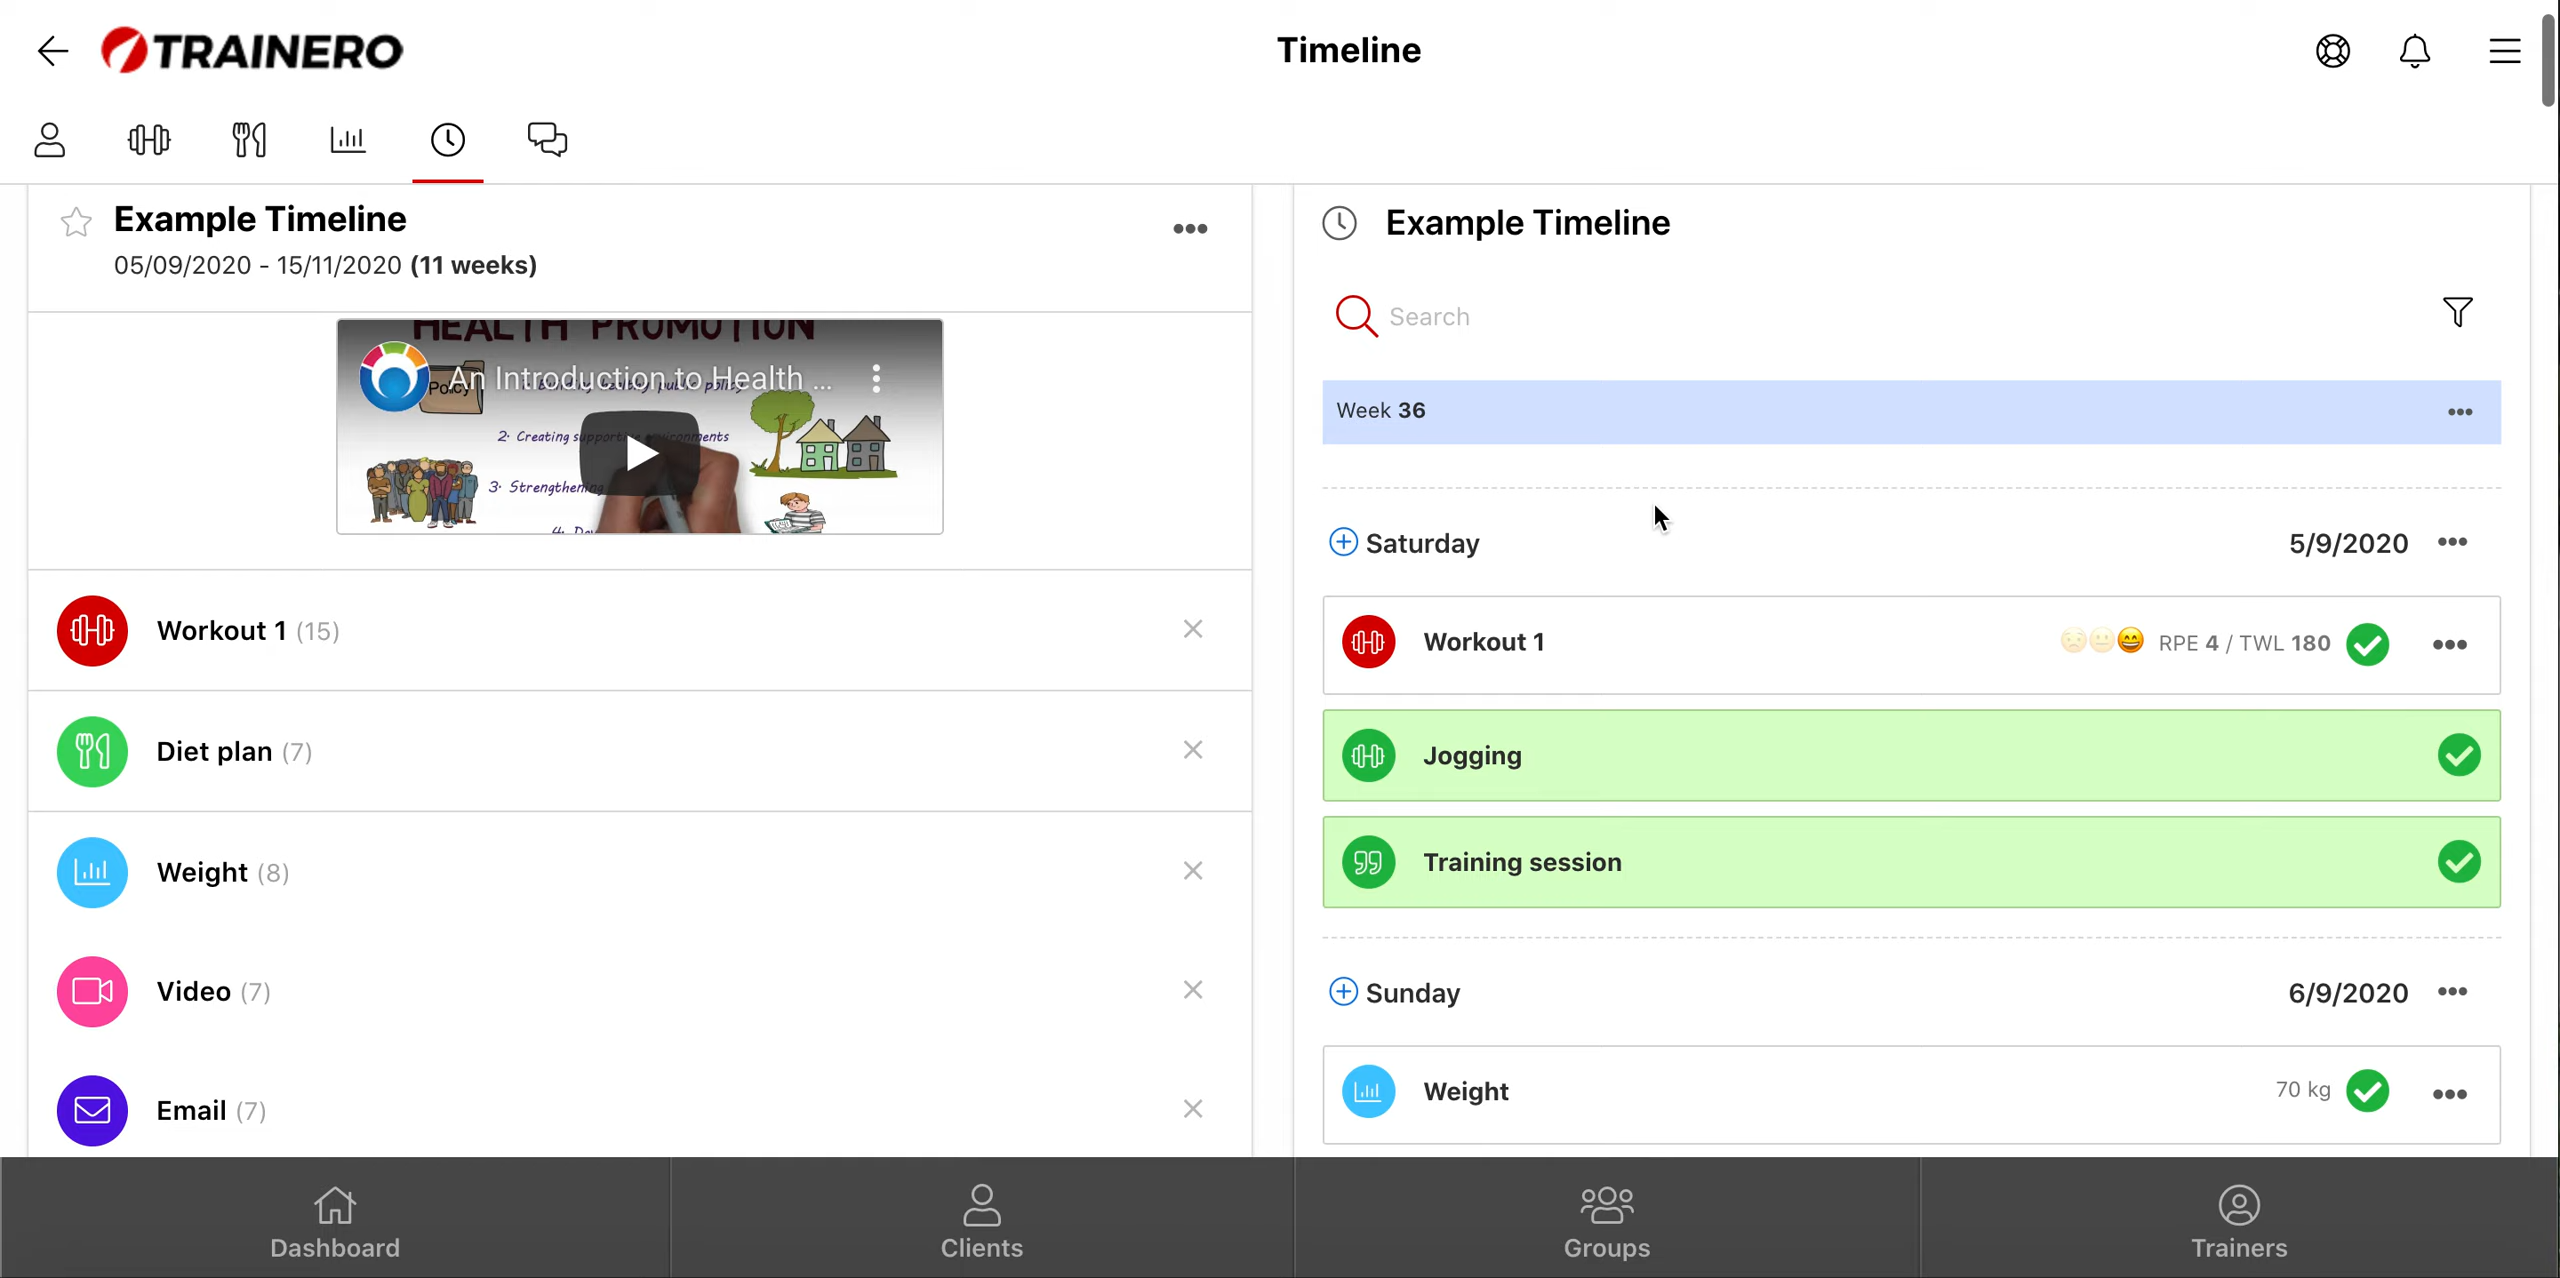 TRAINERO
Timeline
Example Timeline
05/09/2020 - 15/11/2020 (11 weeks)
HEALTH PROMOTION
An Introduction to Health ...
Policy
2. Creating supportive environments
3. Strengthening
Workout 1 (15)
Diet plan (7)
Weight (8)
Video (7)
Email (7)
Example Timeline
Search
Week 36
Saturday 5/9/2020
Workout 1 RPE 4 / TWL 180
Jogging
Training session
Sunday 6/9/2020
Weight 70 kg
Dashboard
Clients
Groups
Trainers